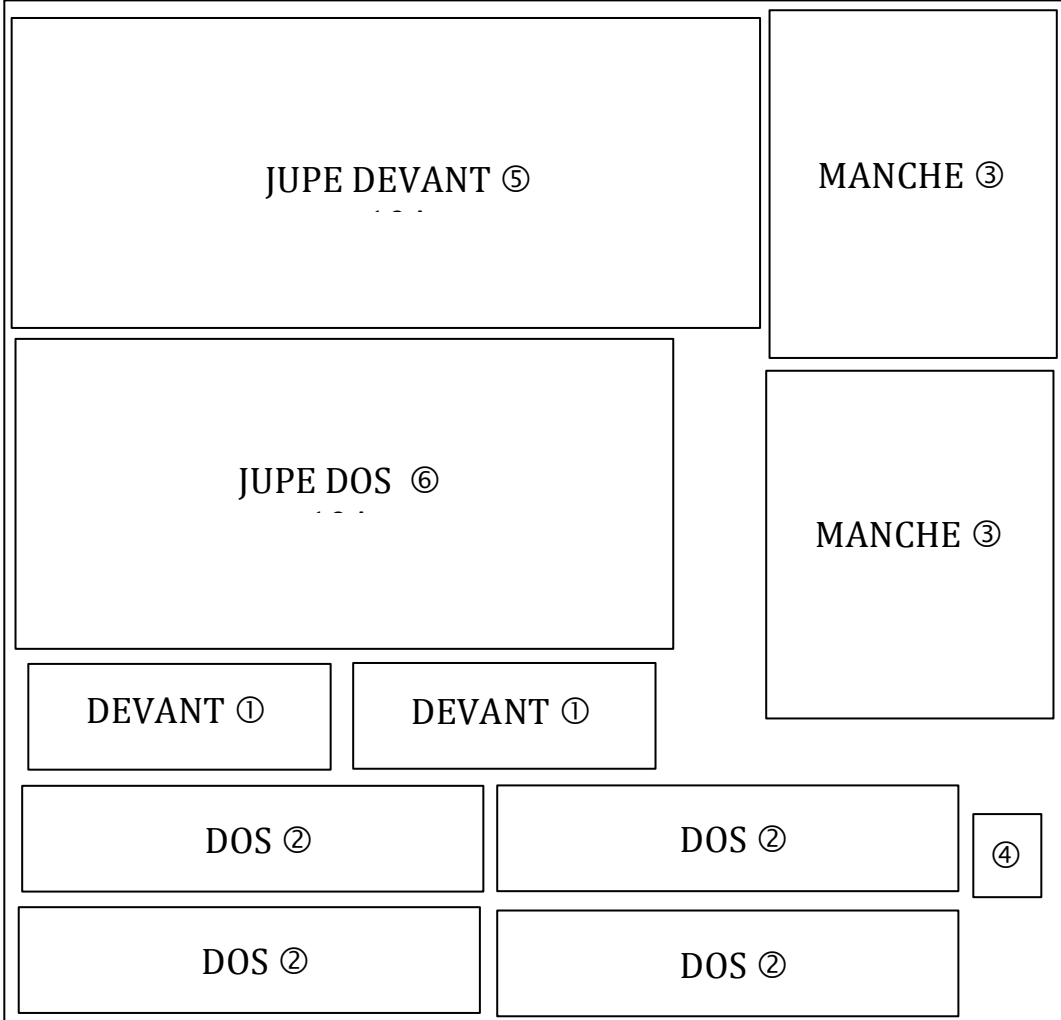 JUPE DEVANT ⑤
MANCHE ③
JUPE DOS ⑥
MANCHE ③
DEVANT ①
DEVANT ①
DOS ②
DOS ②
④
DOS ②
DOS ②